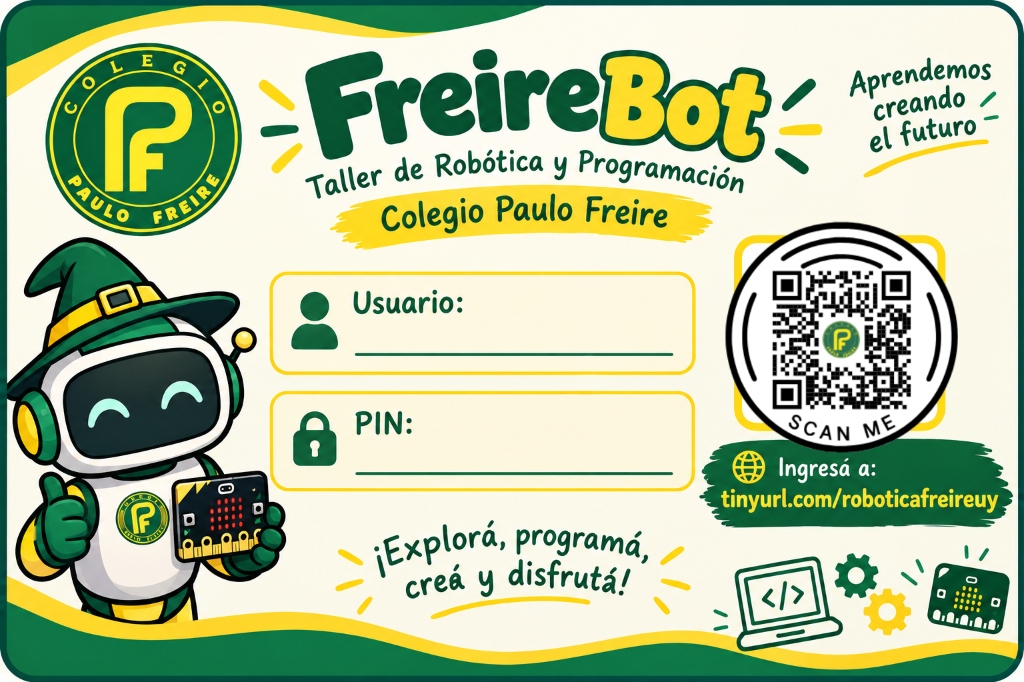 COLEGIO
PF
PAULO FREIRE
FreireBot
Taller de Robótica y Programación
Colegio Paulo Freire
Aprendemos
creando
el futuro
Usuario:
PIN:
SCAN ME
Ingresá a:
tinyurl.com/roboticafreireuy
¡Explorá, programá,
creá y disfrutá!
PF
</>